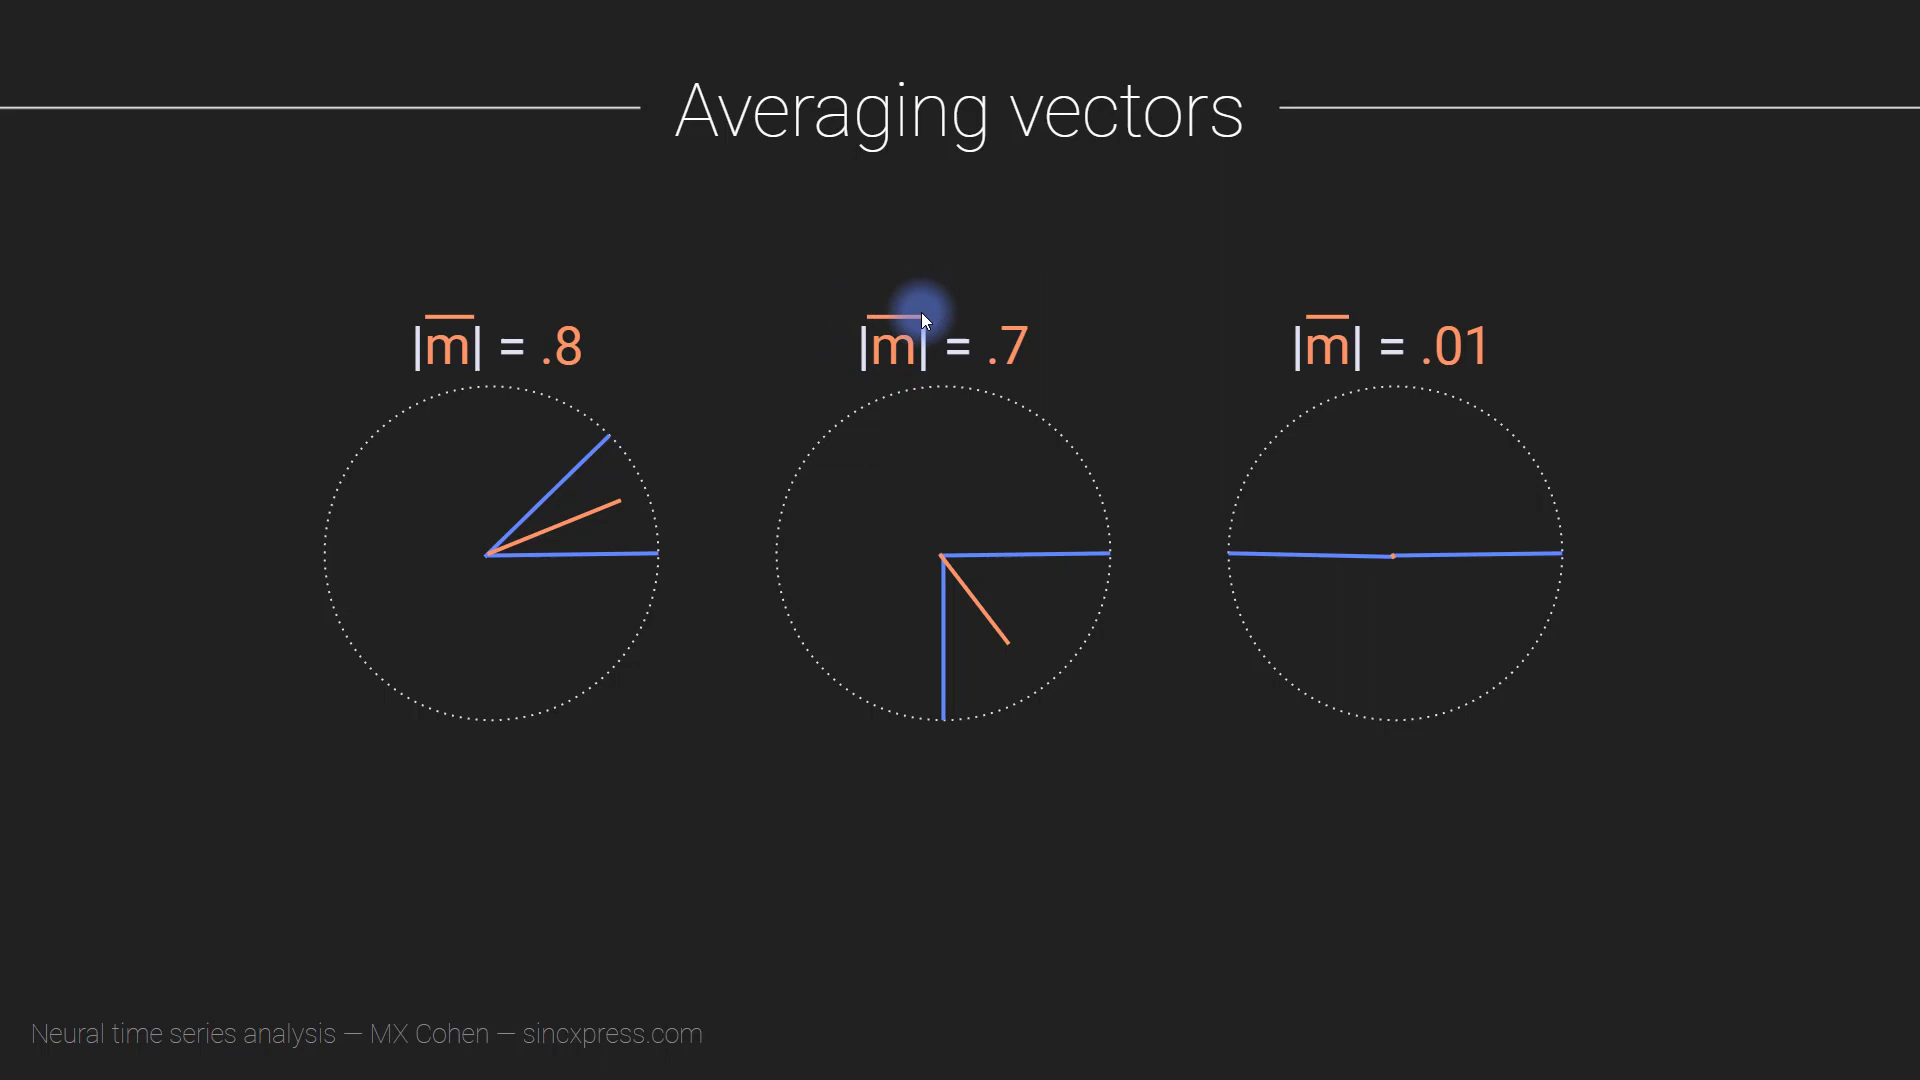 Averaging vectors
|m̅| = .8
|m̅| = .7
|m̅| = .01
Neural time series analysis — MX Cohen — sincxpress.com